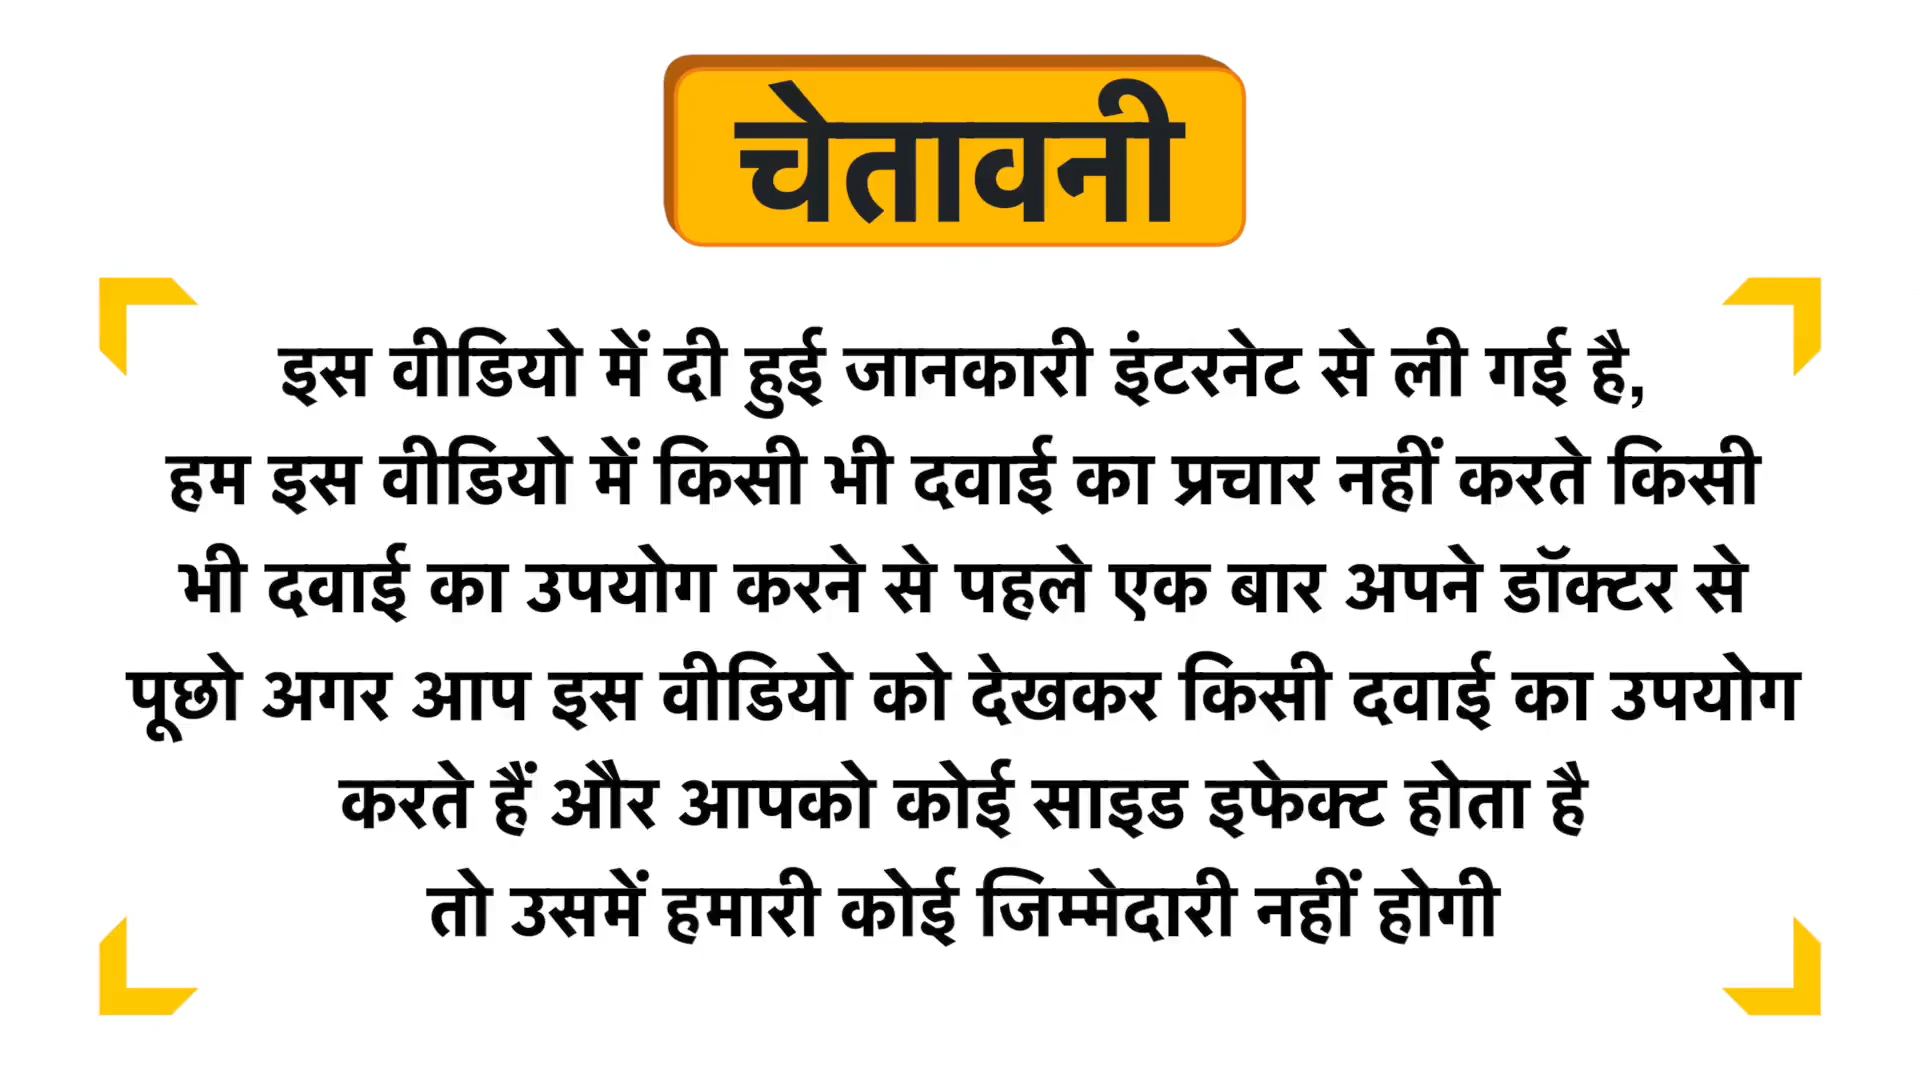 चेतावनी
इस वीडियो में दी हुई जानकारी इंटरनेट से ली गई है,
हम इस वीडियो में किसी भी दवाई का प्रचार नहीं करते किसी
भी दवाई का उपयोग करने से पहले एक बार अपने डॉक्टर से
पूछो अगर आप इस वीडियो को देखकर किसी दवाई का उपयोग
करते हैं और आपको कोई साइड इफेक्ट होता है
तो उसमें हमारी कोई जिम्मेदारी नहीं होगी